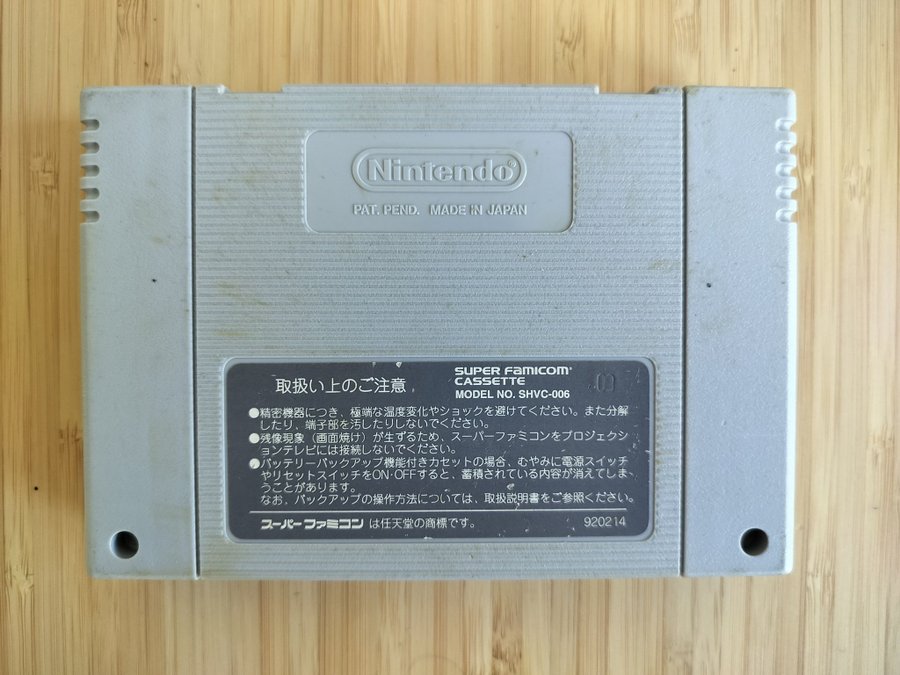 Nintendo®
PAT. PEND. MADE IN JAPAN
取扱い上のご注意
SUPER FAMICOM®
CASSETTE
MODEL NO. SHVC-006
●精密機器につき、極端な温度変化やショックを避けてください。また分解
したり、端子部を汚したりしないでください。
●残像現象（画面焼け）が生ずるため、スーパーファミコンをプロジェクシ
ョンテレビには接続しないでください。
●バッテリーバックアップ機能付きカセットの場合、むやみに電源スイッチ
やリセットスイッチをON・OFFすると、蓄積されている内容が消えてしま
うことがあります。
なお、バックアップの操作方法については、取扱説明書をご参照ください。
スーパーファミコンは任天堂の商標です。
920214